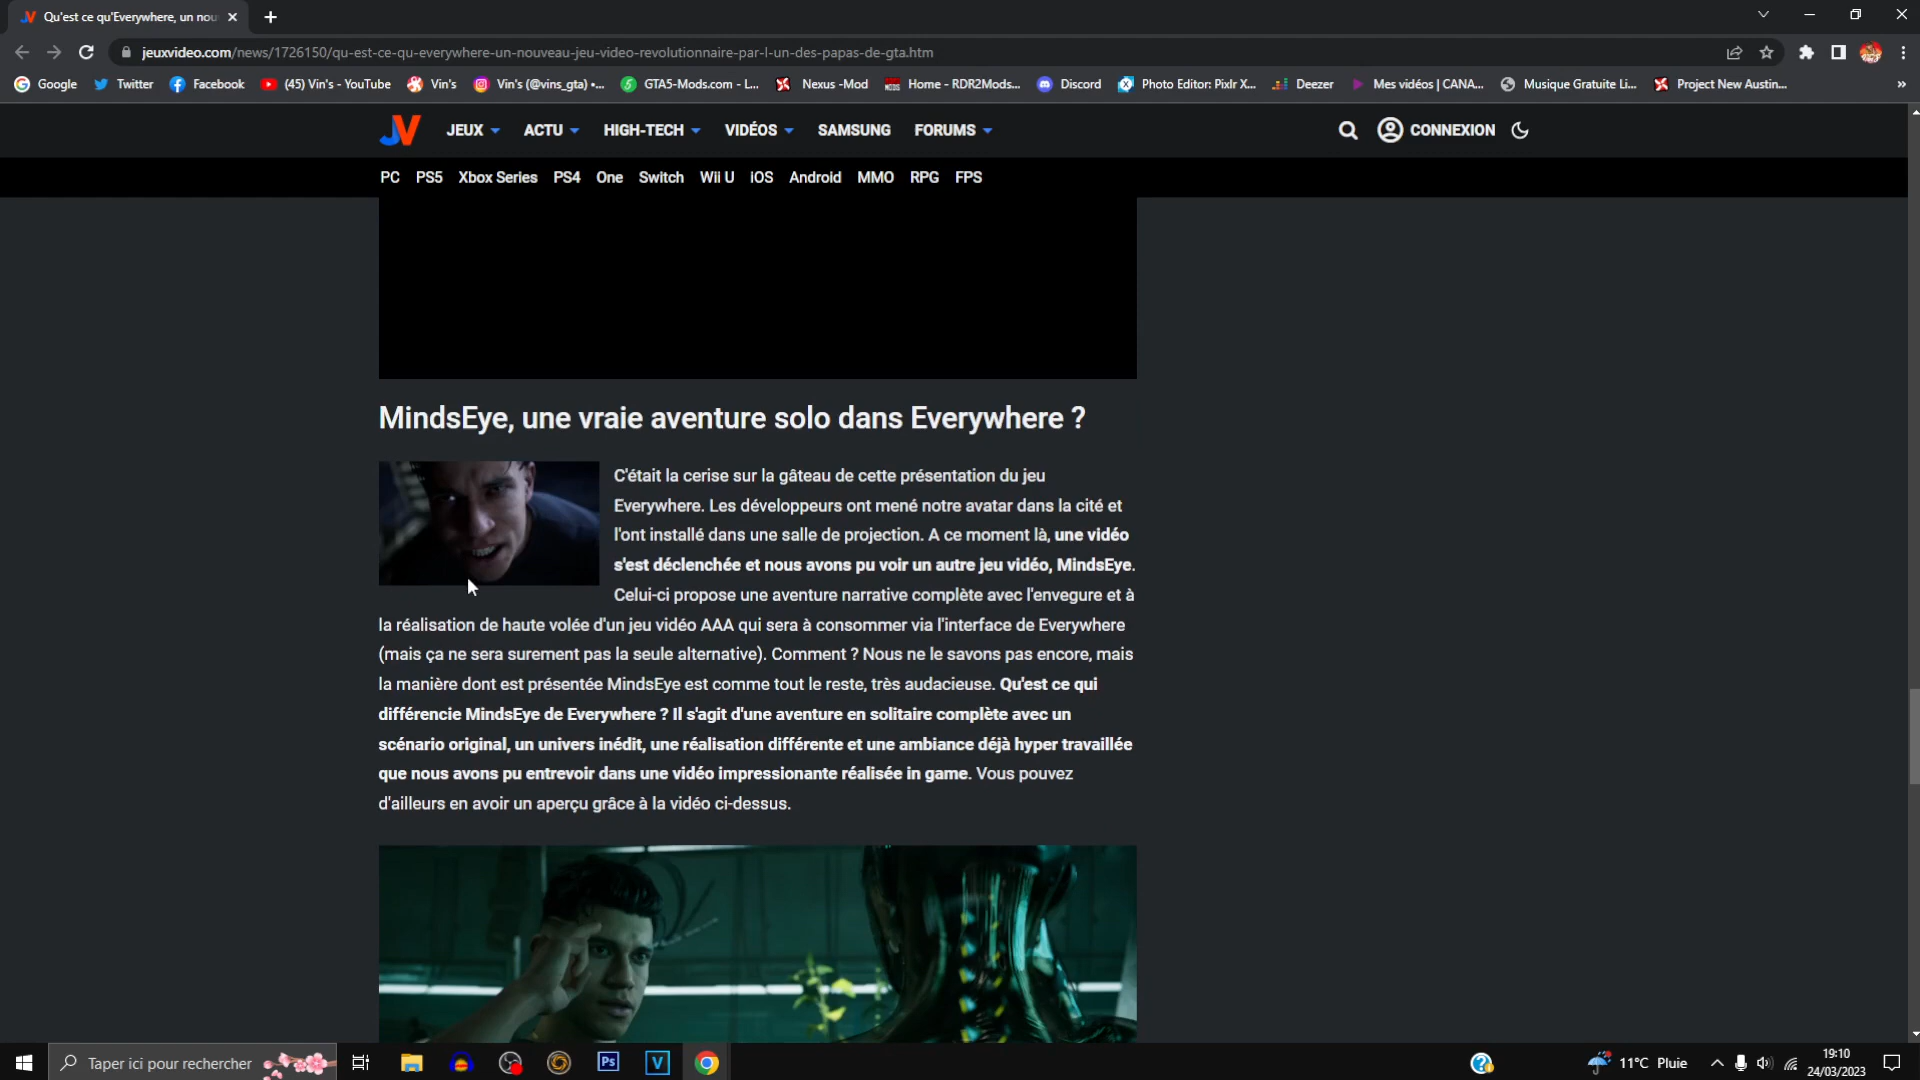 Qu'est ce qu'Everywhere, un nou
jeuxvideo.com/news/1726150/qu-est-ce-qu-everywhere-un-nouveau-jeu-video-revolutionnaire-par-l-un-des-papas-de-gta.htm
Google Twitter Facebook (45) Vin's - YouTube Vin's Vin's (@vins_gta) •... GTA5-Mods.com - L... Nexus -Mod Home - RDR2Mods... Discord Photo Editor: Pixlr X... Deezer Mes vidéos | CANA... Musique Gratuite Li... Project New Austin... »
JV JEUX ACTU HIGH-TECH VIDÉOS SAMSUNG FORUMS CONNEXION
PC PS5 Xbox Series PS4 One Switch Wii U iOS Android MMO RPG FPS
MindsEye, une vraie aventure solo dans Everywhere ?
C'était la cerise sur la gâteau de cette présentation du jeu
Everywhere. Les développeurs ont mené notre avatar dans la cité et
l'ont installé dans une salle de projection. A ce moment là, une vidéo
s'est déclenchée et nous avons pu voir un autre jeu vidéo, MindsEye.
Celui-ci propose une aventure narrative complète avec l'envegure et à
la réalisation de haute volée d'un jeu vidéo AAA qui sera à consommer via l'interface de Everywhere
(mais ça ne sera surement pas la seule alternative). Comment ? Nous ne le savons pas encore, mais
la manière dont est présentée MindsEye est comme tout le reste, très audacieuse. Qu'est ce qui
différencie MindsEye de Everywhere ? Il s'agit d'une aventure en solitaire complète avec un
scénario original, un univers inédit, une réalisation différente et une ambiance déjà hyper travaillée
que nous avons pu entrevoir dans une vidéo impressionante réalisée in game. Vous pouvez
d'ailleurs en avoir un aperçu grâce à la vidéo ci-dessus.
Taper ici pour rechercher Ps V 11°C Pluie 19:10
24/03/2023